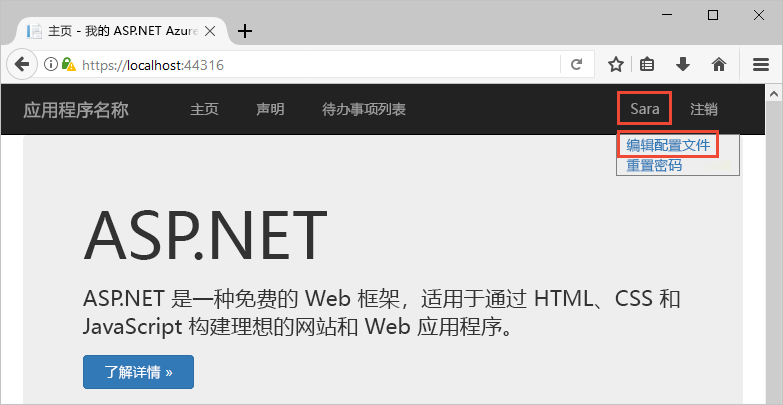 主页 - 我的 ASP.NET Azure
https://localhost:44316
应用程序名称 主页 声明 待办事项列表 Sara 注销
编辑配置文件
重置密码
ASP.NET
ASP.NET 是一种免费的 Web 框架，适用于通过 HTML、CSS 和
JavaScript 构建理想的网站和 Web 应用程序。
了解详情 »